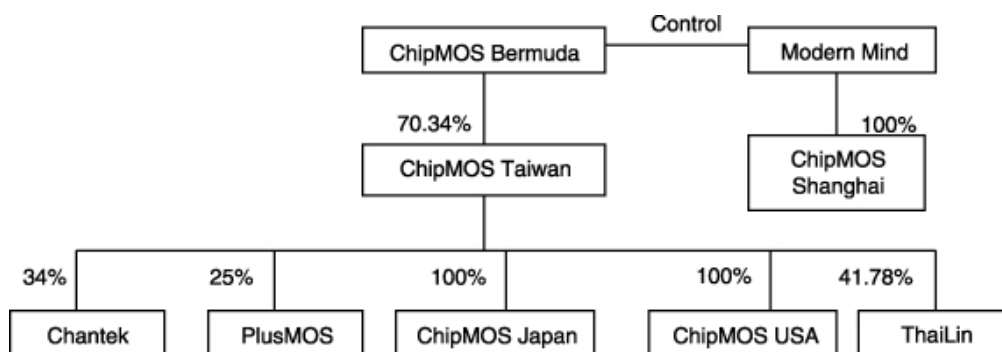 Control
ChipMOS Bermuda
Modern Mind
70.34%
100%
ChipMOS Taiwan
ChipMOS
Shanghai
34%
25%
100%
100%
41.78%
Chantek
PlusMOS
ChipMOS Japan
ChipMOS USA
ThaiLin